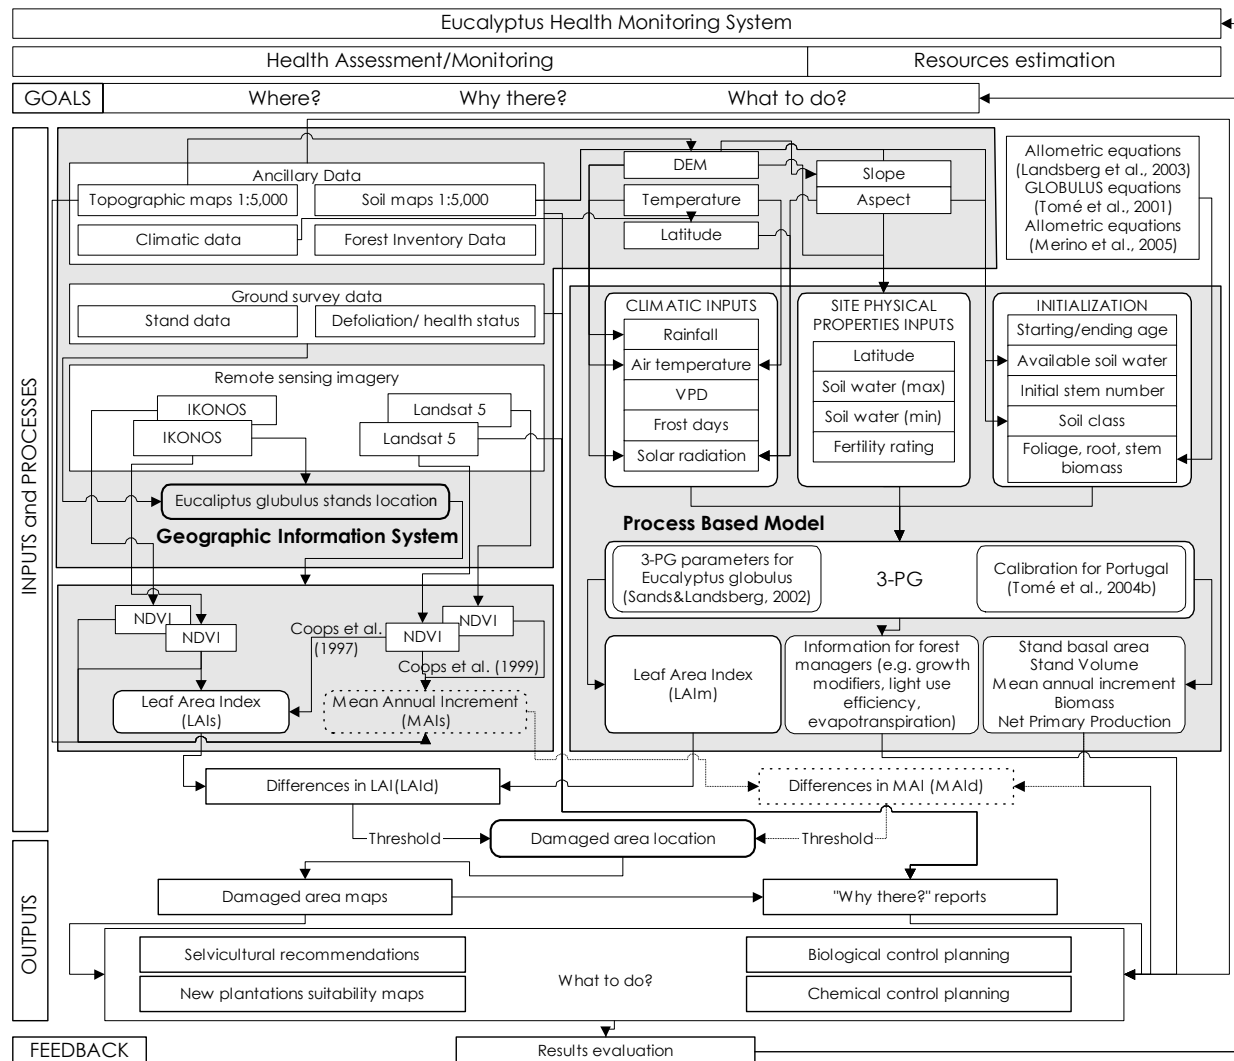 Eucalyptus Health Monitoring System
Health Assessment/Monitoring
Resources estimation
GOALS
Where?
Why there?
What to do?
INPUTS and PROCESSES
Ancillary Data
Topographic maps 1:5,000
Soil maps 1:5,000
Climatic data
Forest Inventory Data
DEM
Temperature
Latitude
Slope
Aspect
Allometric equations
(Landsberg et al., 2003)
GLOBULUS equations
(Tomé et al., 2001)
Allometric equations
(Merino et al., 2005)
Ground survey data
Stand data
Defoliation/ health status
Remote sensing imagery
IKONOS
IKONOS
Landsat 5
Landsat 5
Eucaliptus glubulus stands location
Geographic Information System
CLIMATIC INPUTS
Rainfall
Air temperature
VPD
Frost days
Solar radiation
SITE PHYSICAL
PROPERTIES INPUTS
Latitude
Soil water (max)
Soil water (min)
Fertility rating
INITIALIZATION
Starting/ending age
Available soil water
Initial stem number
Soil class
Foliage, root, stem
biomass
Process Based Model
3-PG parameters for
Eucalyptus globulus
(Sands&Landsberg, 2002)
3-PG
Calibration for Portugal
(Tomé et al., 2004b)
NDVI
NDVI
Coops et al.
(1997)
NDVI
NDVI
Coops et al. (1999)
Leaf Area Index
(LAIs)
Mean Annual Increment
(MAIs)
Leaf Area Index
(LAIm)
Information for forest
managers (e.g. growth
modifiers, light use
efficiency,
evapotranspiration)
Stand basal area
Stand Volume
Mean annual increment
Biomass
Net Primary Production
Differences in LAI(LAId)
Differences in MAI (MAId)
Threshold
Damaged area location
Threshold
OUTPUTS
Damaged area maps
"Why there?" reports
Selvicultural recommendations
New plantations suitability maps
What to do?
Biological control planning
Chemical control planning
FEEDBACK
Results evaluation